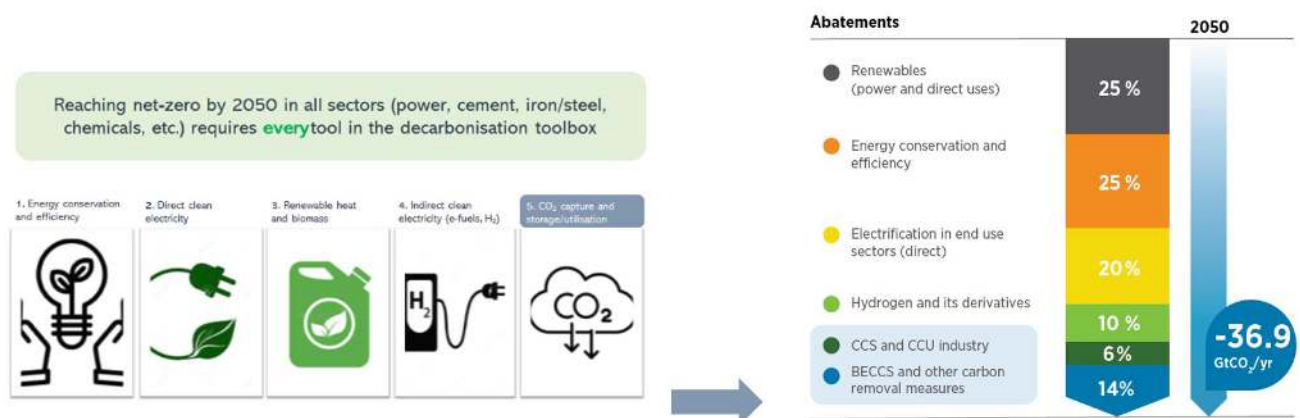 Reaching net-zero by 2050 in all sectors (power, cement, iron/steel,
chemicals, etc.) requires everytool in the decarbonisation toolbox
1. Energy conservation
and efficiency
2. Direct clean
electricity
3. Renewable heat
and biomass
4. Indirect clean
electricity (e-fuels, H₂)
5. CO₂ capture and
storage/utilisation
H₂
CO₂
Abatements
2050
Renewables
(power and direct uses)
25 %
Energy conservation and
efficiency
25 %
Electrification in end use
sectors (direct)
20 %
Hydrogen and its derivatives
10 %
CCS and CCU industry
6%
BECCS and other carbon
removal measures
14%
-36.9
GtCO₂/yr